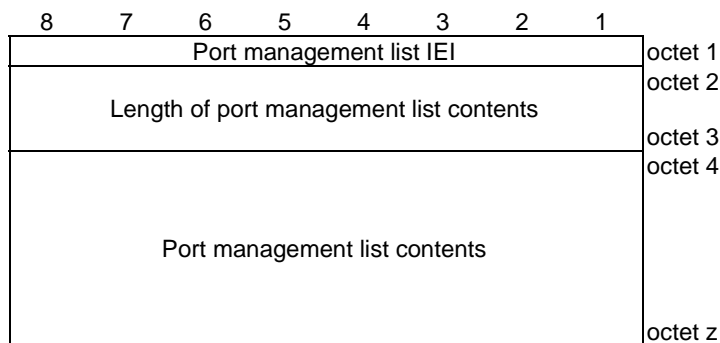 8 7 6 5 4 3 2 1
Port management list IEI octet 1
octet 2
Length of port management list contents
octet 3
octet 4
Port management list contents
octet z